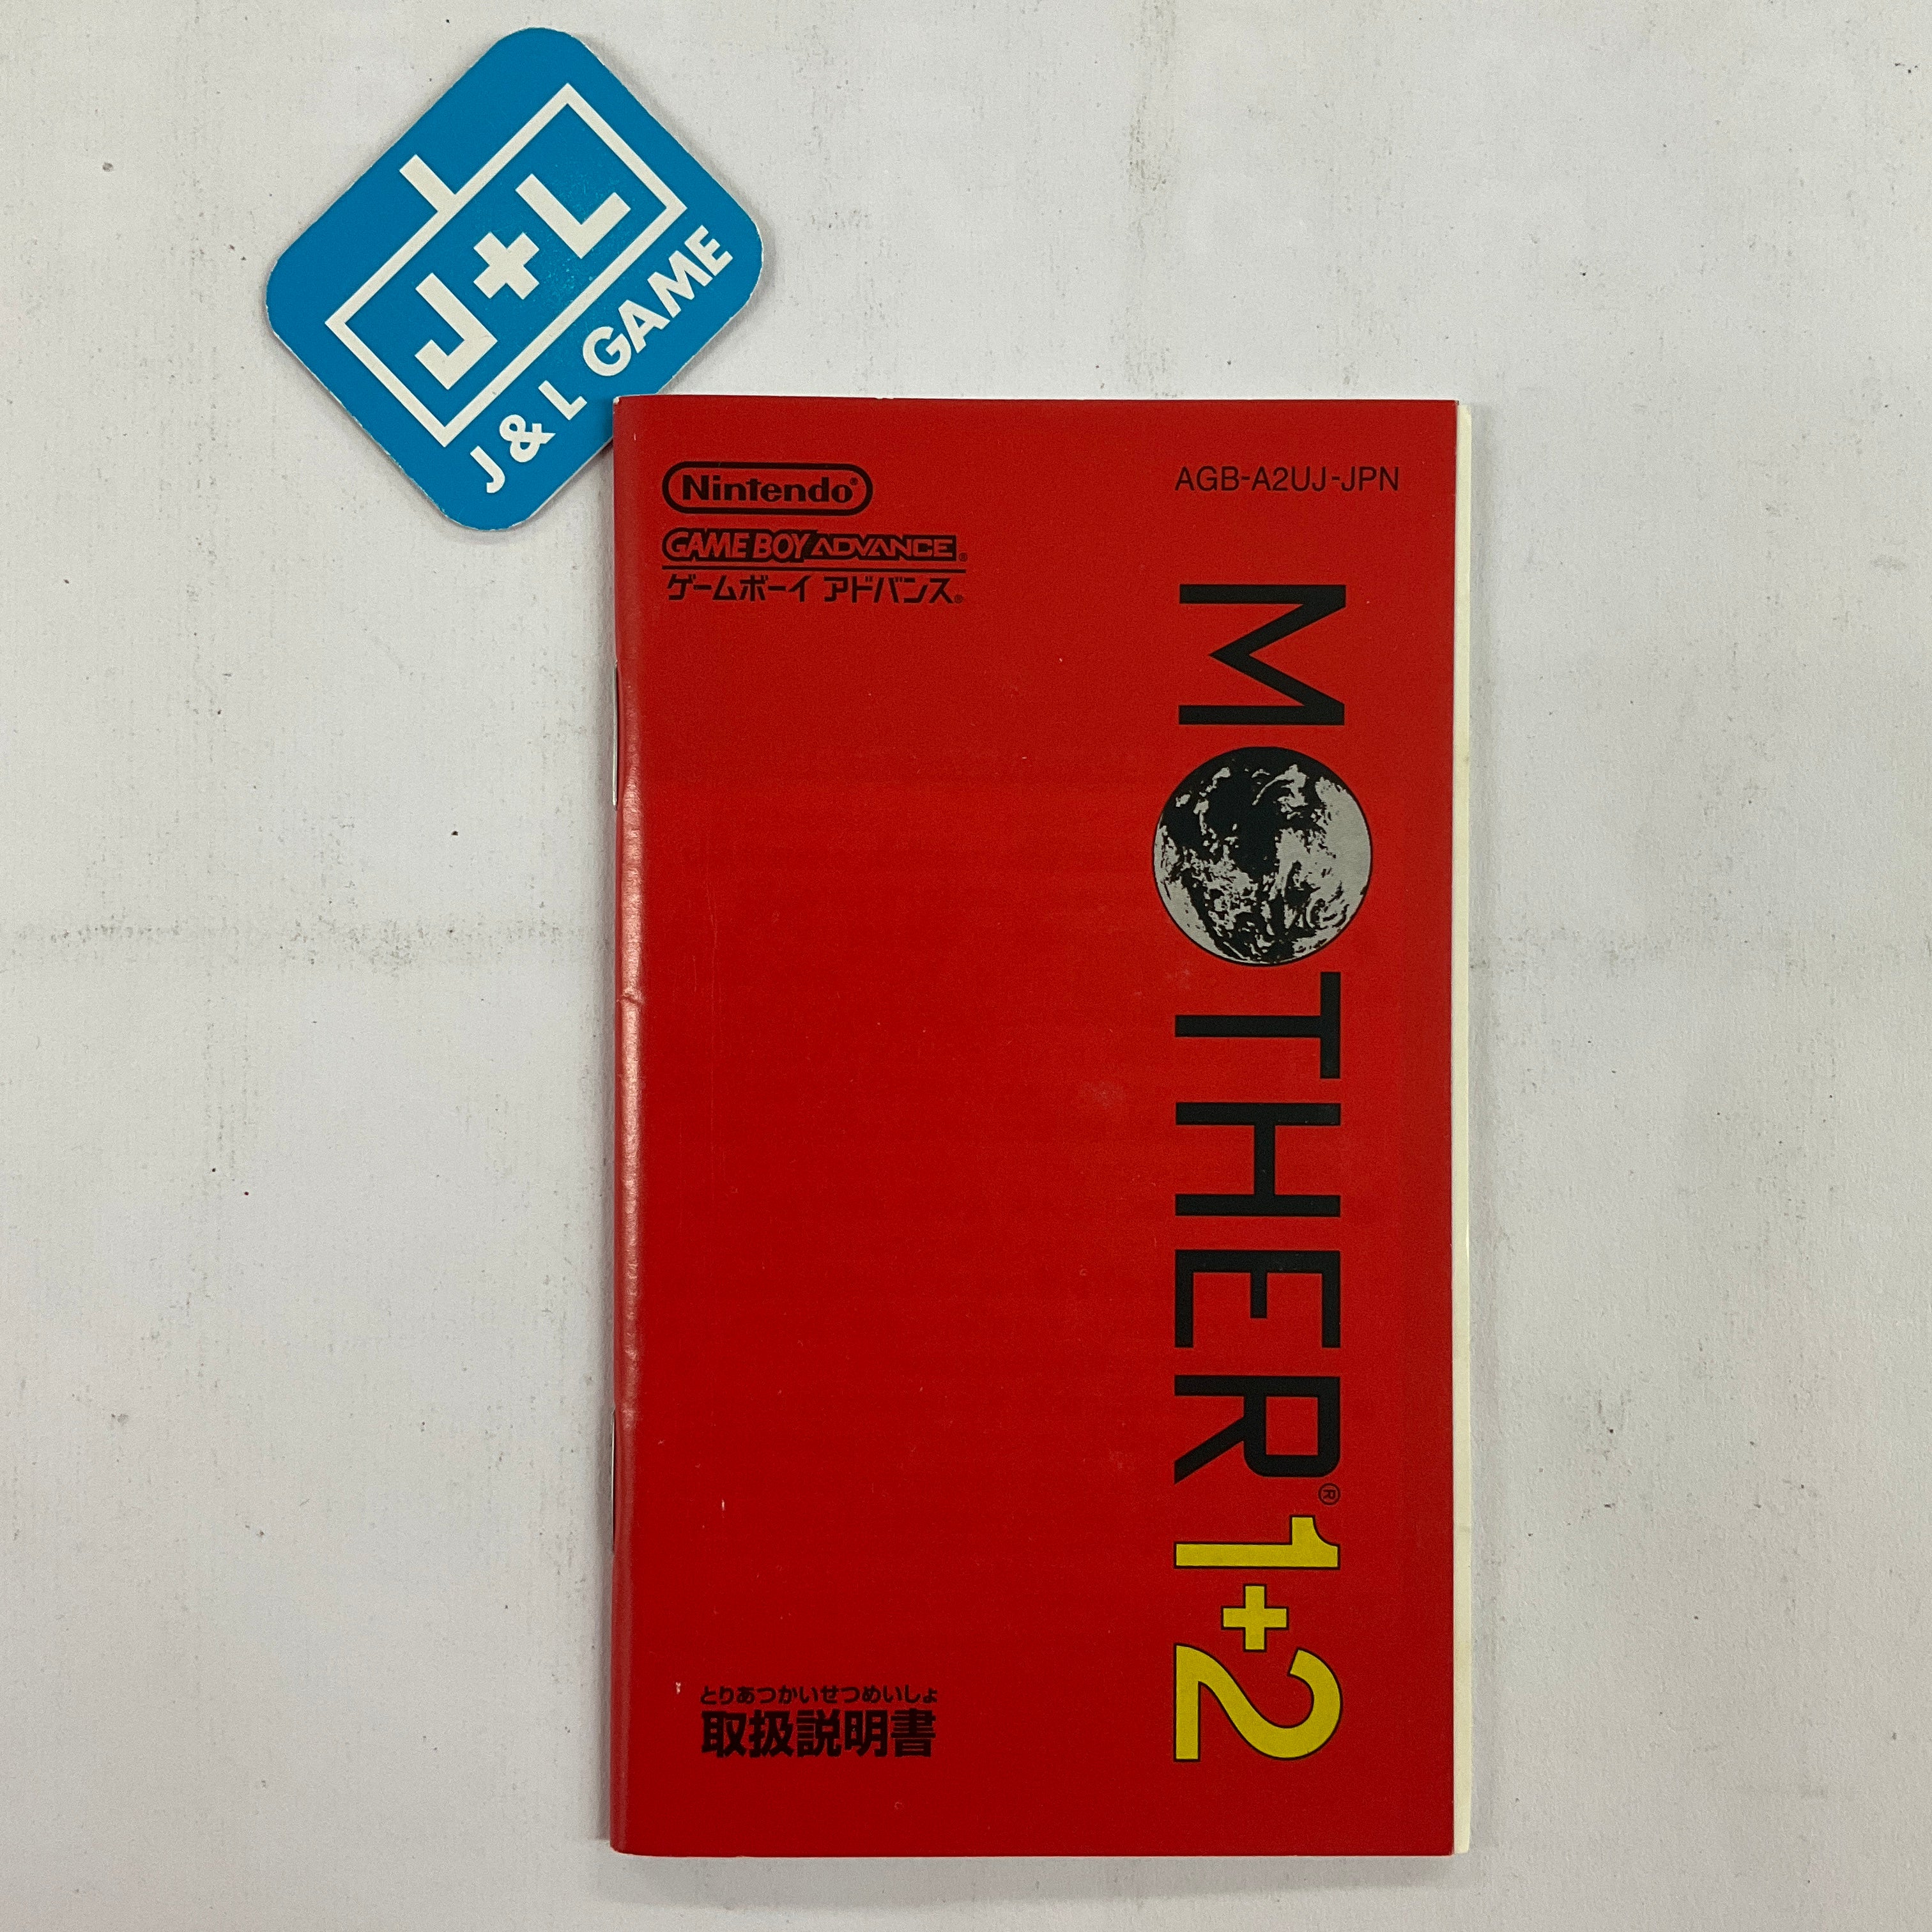 J+L
J & L GAME
Nintendo®
AGB-A2UJ-JPN
GAME BOY ADVANCE®
ゲームボーイ アドバンス®
MOTHER® 1+2
とりあつかいせつめいしょ
取扱説明書